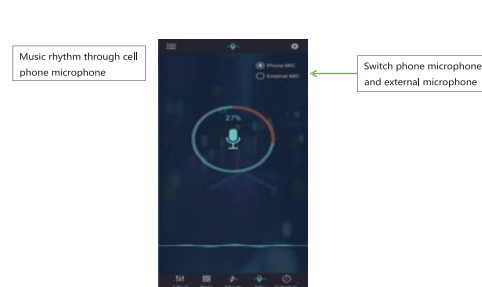 Music rhythm through cell
phone microphone
Phone MIC
External MIC
Switch phone microphone
and external microphone
27%